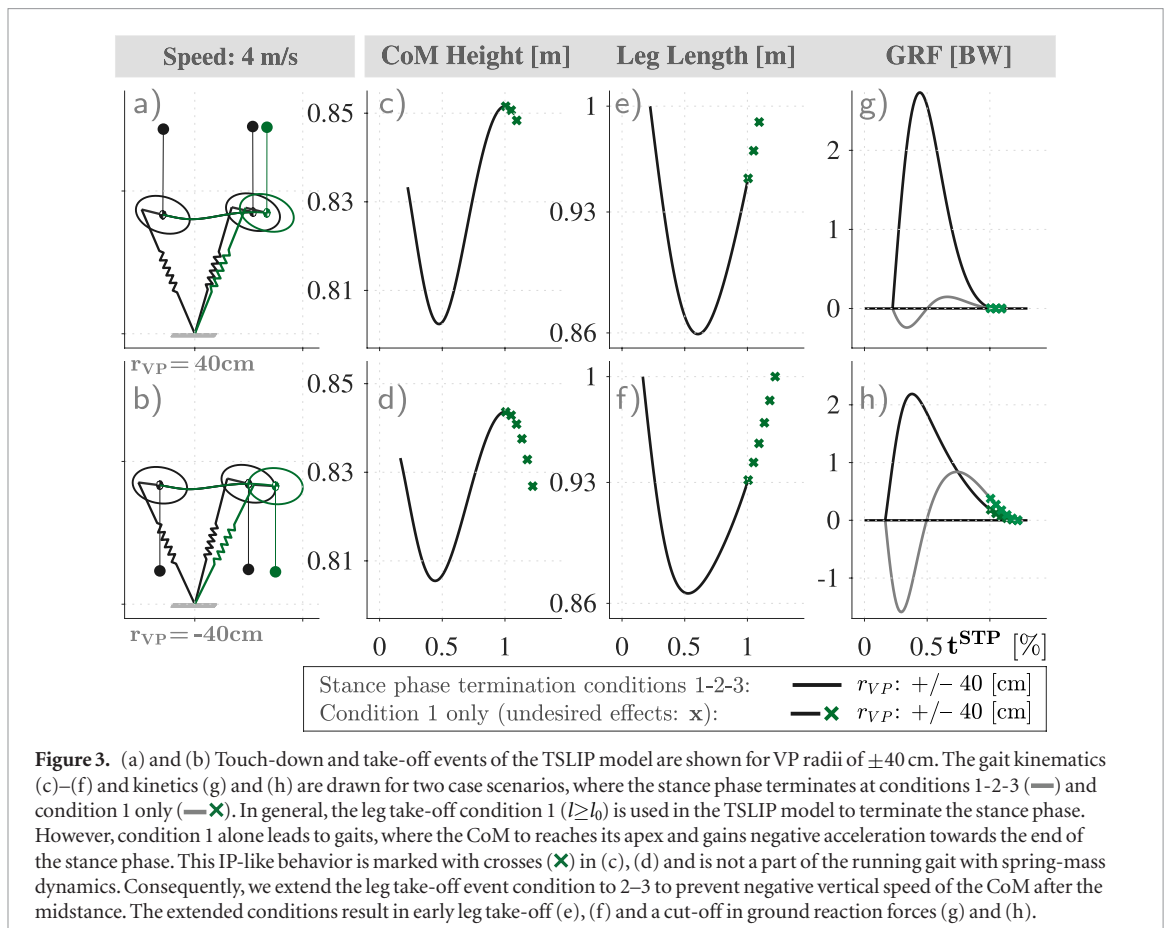 Speed: 4 m/s
CoM Height [m]
Leg Length [m]
GRF [BW]
a)
c)
e)
g)
0.85
0.83
0.81
1
0.93
0.86
2
1
0
r_VP = 40cm
b)
d)
f)
h)
0.85
0.83
0.81
1
0.93
0.86
2
1
0
-1
r_VP = -40cm
0 0.5 1
0 0.5 1
0 0.5 t^STP [%]
Stance phase termination conditions 1-2-3: r_VP: +/− 40 [cm]
Condition 1 only (undesired effects: x): r_VP: +/− 40 [cm]
Figure 3. (a) and (b) Touch-down and take-off events of the TSLIP model are shown for VP radii of ±40 cm. The gait kinematics
(c)–(f) and kinetics (g) and (h) are drawn for two case scenarios, where the stance phase terminates at conditions 1-2-3 (—) and
condition 1 only (—✕). In general, the leg take-off condition 1 (l≥l₀) is used in the TSLIP model to terminate the stance phase.
However, condition 1 alone leads to gaits, where the CoM to reaches its apex and gains negative acceleration towards the end of
the stance phase. This IP-like behavior is marked with crosses (✕) in (c), (d) and is not a part of the running gait with spring-mass
dynamics. Consequently, we extend the leg take-off event condition to 2–3 to prevent negative vertical speed of the CoM after the
midstance. The extended conditions result in early leg take-off (e), (f) and a cut-off in ground reaction forces (g) and (h).